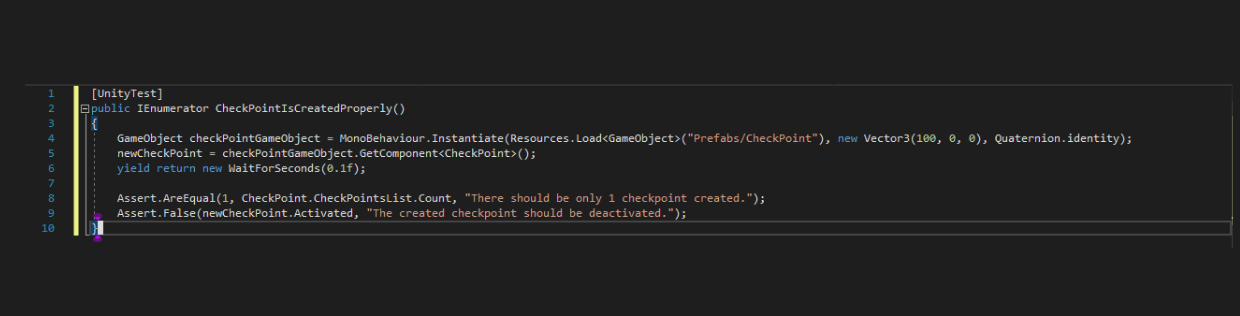 1 [UnityTest]
2 public IEnumerator CheckPointIsCreatedProperly()
3 {
4 GameObject checkPointGameObject = MonoBehaviour.Instantiate(Resources.Load<GameObject>("Prefabs/CheckPoint"), new Vector3(100, 0, 0), Quaternion.identity);
5 newCheckPoint = checkPointGameObject.GetComponent<CheckPoint>();
6 yield return new WaitForSeconds(0.1f);
7
8 Assert.AreEqual(1, CheckPoint.CheckPointsList.Count, "There should be only 1 checkpoint created.");
9 Assert.False(newCheckPoint.Activated, "The created checkpoint should be deactivated.");
10 }